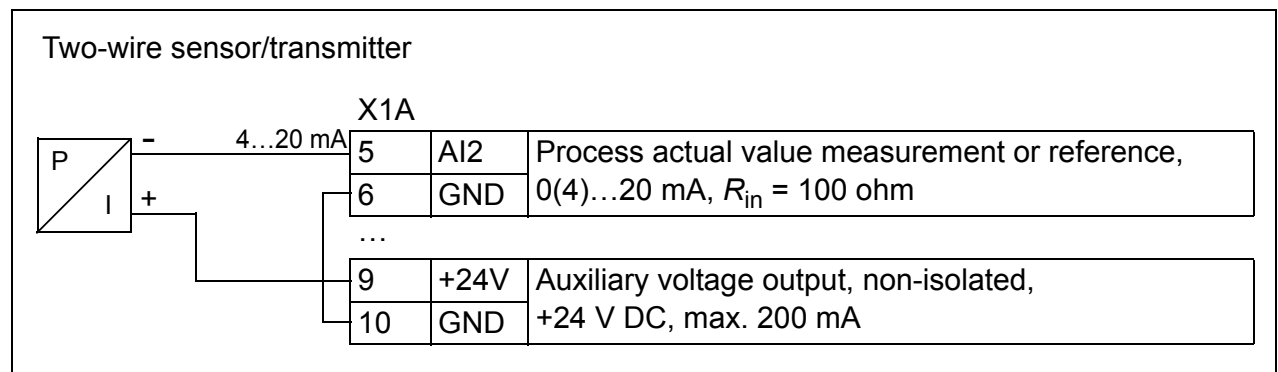 Two-wire sensor/transmitter
X1A
P
I
-
+
4…20 mA
5 AI2 Process actual value measurement or reference,
6 GND 0(4)…20 mA, Rin = 100 ohm
…
9 +24V Auxiliary voltage output, non-isolated,
10 GND +24 V DC, max. 200 mA